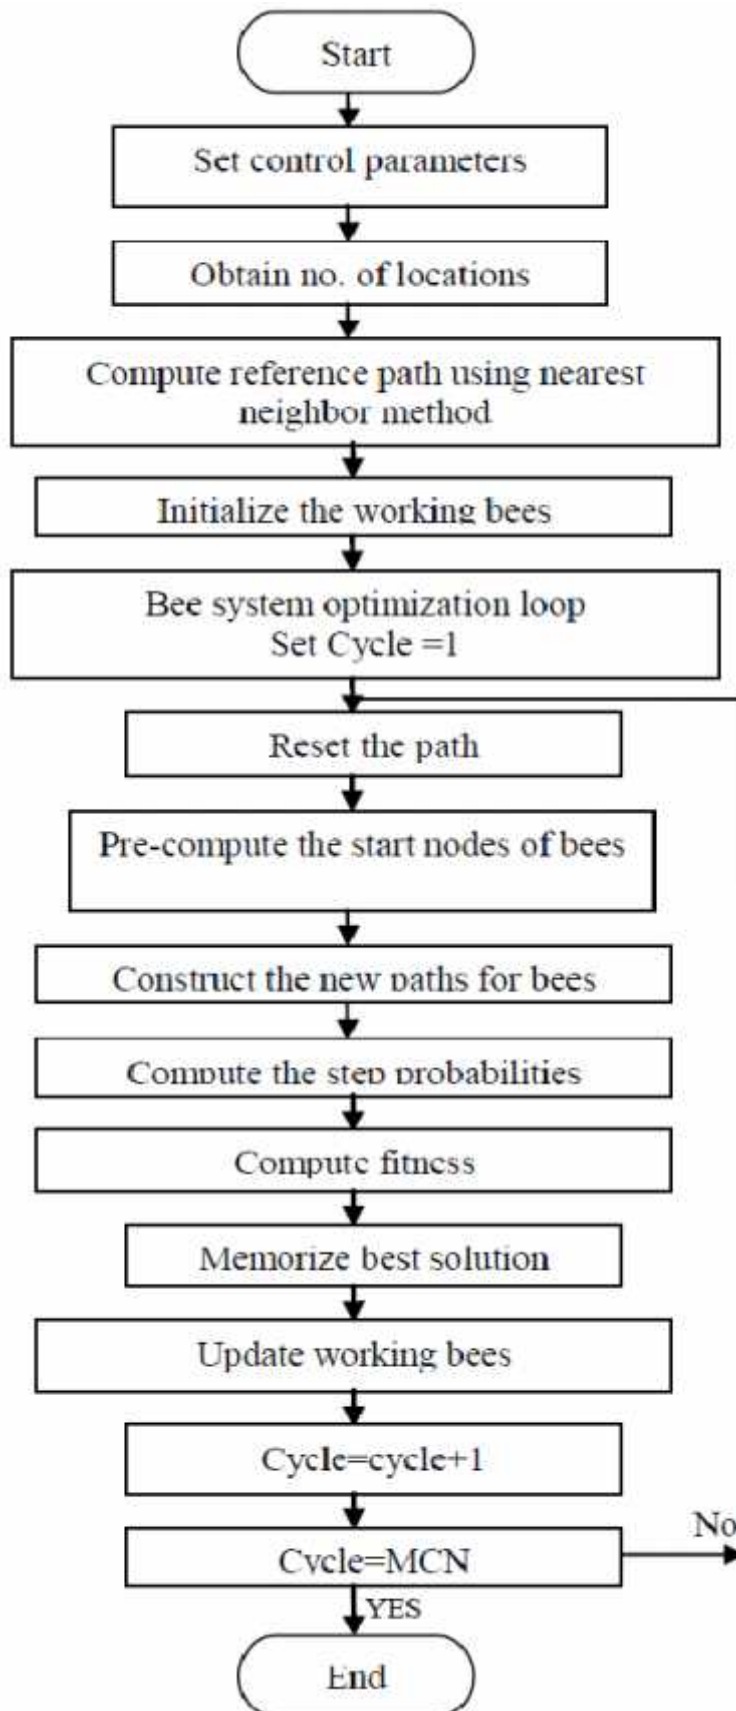 Start
Set control parameters
Obtain no. of locations
Compute reference path using nearest
neighbor method
Initialize the working bees
Bee system optimization loop
Set Cycle =1
Reset the path
Pre-compute the start nodes of bees
Construct the new paths for bees
Compute the step probabilities
Compute fitness
Memorize best solution
Update working bees
Cycle=cycle+1
Cycle=MCN
No
YES
End